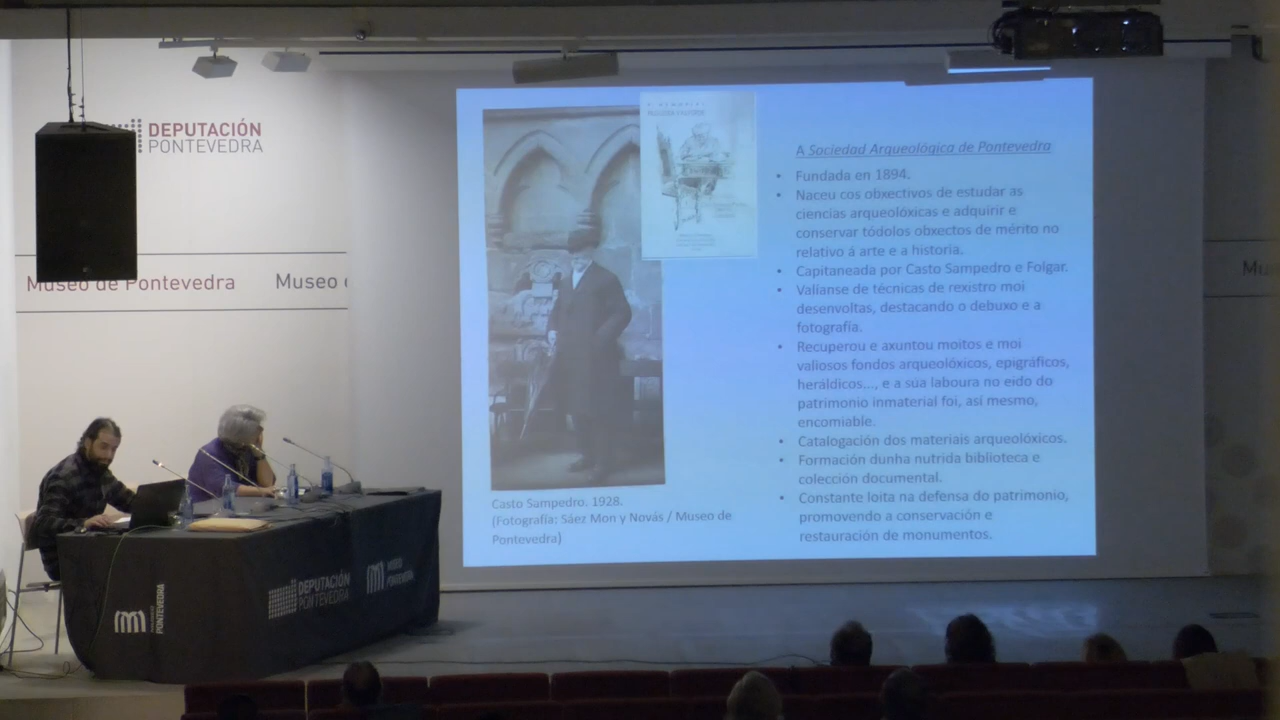 DEPUTACIÓN
PONTEVEDRA
Museo de Pontevedra
Museo
Mu
A Sociedad Arqueológica de Pontevedra
• Fundada en 1894.
• Naceu cos obxectivos de estudar as
ciencias arqueolóxicas e adquirir e
conservar tódolos obxectos de mérito no
relativo á arte e a historia.
• Capitaneada por Casto Sampedro e Folgar.
• Valíanse de técnicas de rexistro moi
desenvoltas, destacando o debuxo e a
fotografía.
• Recuperou e axuntou moitos e moi
valiosos fondos arqueolóxicos, epigráficos,
heráldicos..., e a súa laboura no eido do
patrimonio inmaterial foi, así mesmo,
encomiable.
• Catalogación dos materiais arqueolóxicos.
• Formación dunha nutrida biblioteca e
colección documental.
• Constante loita na defensa do patrimonio,
promovendo a conservación e
restauración de monumentos.
Casto Sampedro. 1928.
(Fotografía: Sáez Mon y Novás / Museo de
Pontevedra)
DEPUTACIÓN
PONTEVEDRA
MUSEO
PONTEVEDRA
PONTEVEDRA